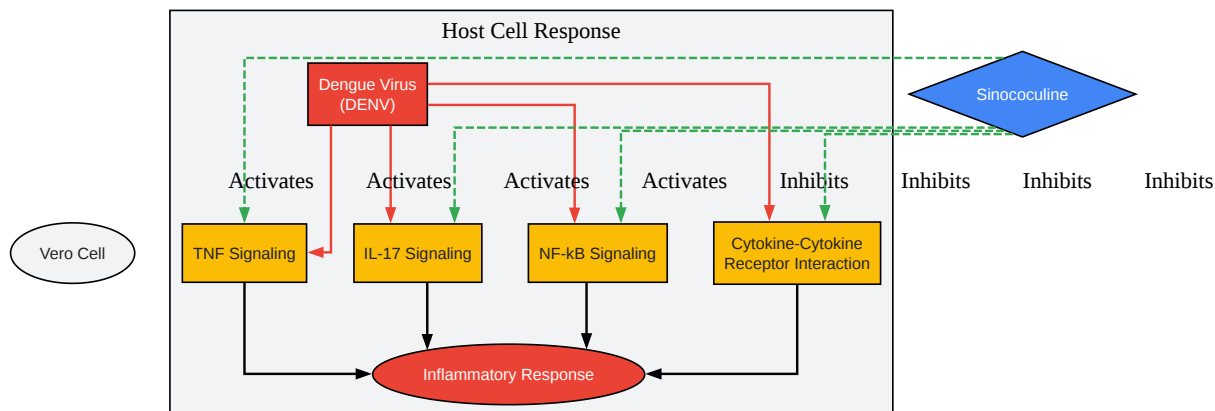 Host Cell Response
Dengue Virus
(DENV)
Sinococuline
Activates Activates Activates Activates Inhibits Inhibits Inhibits Inhibits
Vero Cell
TNF Signaling
IL-17 Signaling
NF-kB Signaling
Cytokine-Cytokine
Receptor Interaction
Inflammatory Response